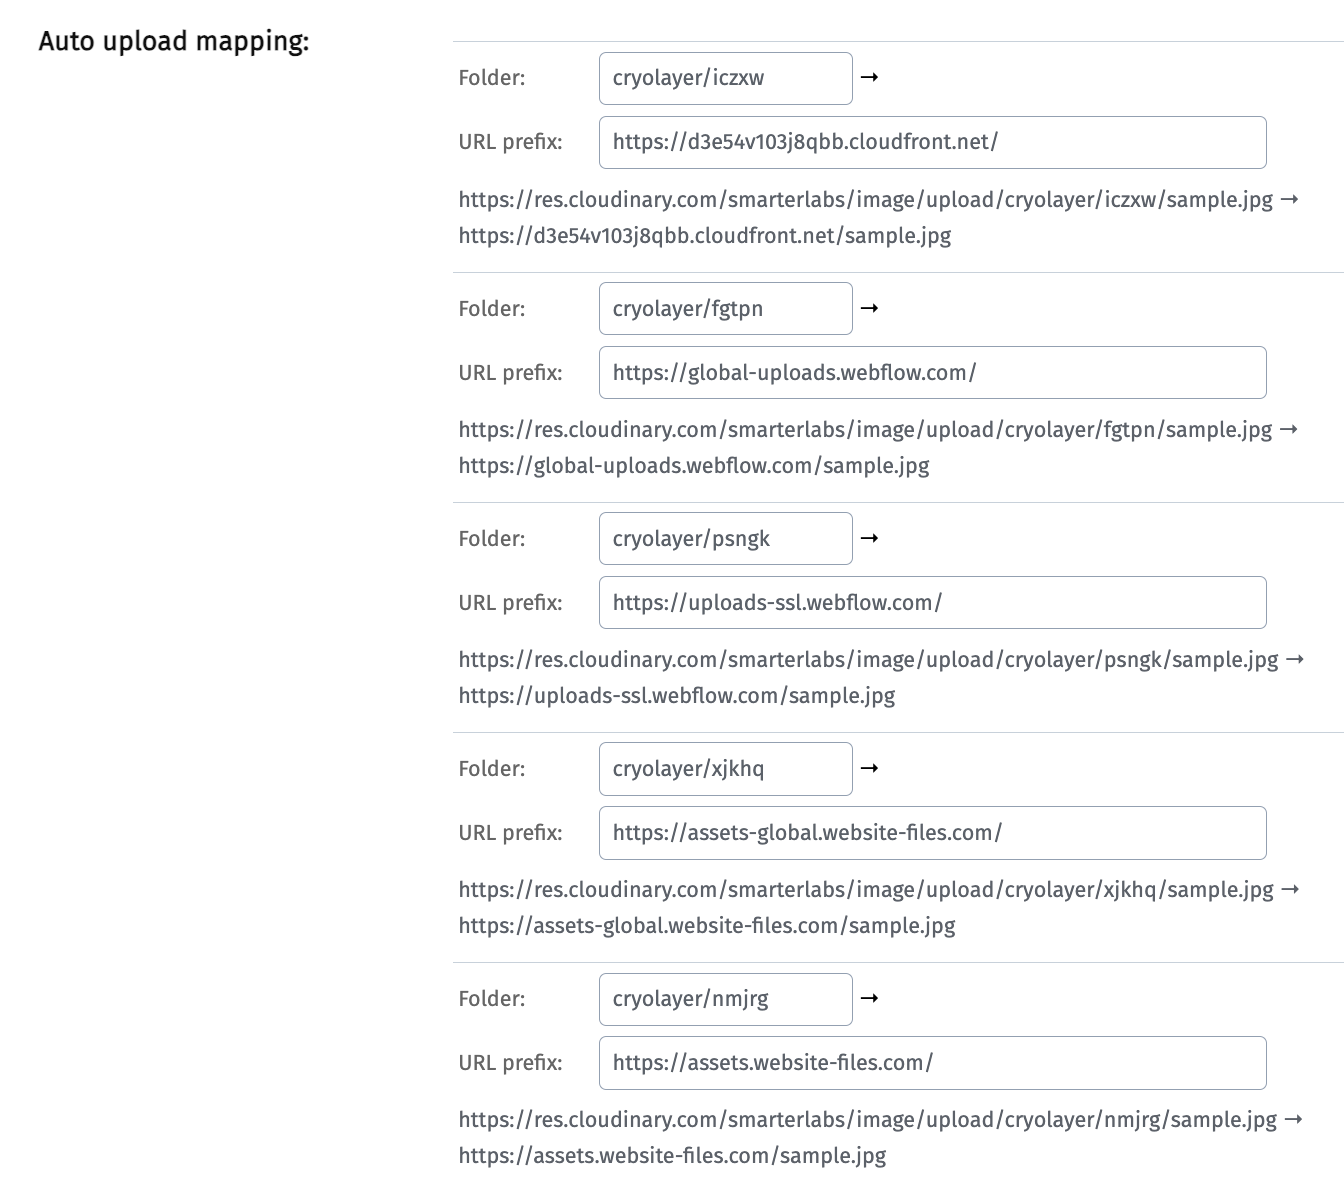 Auto upload mapping:
Folder: cryolayer/iczxw →
URL prefix: https://d3e54v103j8qbb.cloudfront.net/
https://res.cloudinary.com/smarterlabs/image/upload/cryolayer/iczxw/sample.jpg →
https://d3e54v103j8qbb.cloudfront.net/sample.jpg
Folder: cryolayer/fgtpn →
URL prefix: https://global-uploads.webflow.com/
https://res.cloudinary.com/smarterlabs/image/upload/cryolayer/fgtpn/sample.jpg →
https://global-uploads.webflow.com/sample.jpg
Folder: cryolayer/psngk →
URL prefix: https://uploads-ssl.webflow.com/
https://res.cloudinary.com/smarterlabs/image/upload/cryolayer/psngk/sample.jpg →
https://uploads-ssl.webflow.com/sample.jpg
Folder: cryolayer/xjkhq →
URL prefix: https://assets-global.website-files.com/
https://res.cloudinary.com/smarterlabs/image/upload/cryolayer/xjkhq/sample.jpg →
https://assets-global.website-files.com/sample.jpg
Folder: cryolayer/nmjrg →
URL prefix: https://assets.website-files.com/
https://res.cloudinary.com/smarterlabs/image/upload/cryolayer/nmjrg/sample.jpg →
https://assets.website-files.com/sample.jpg